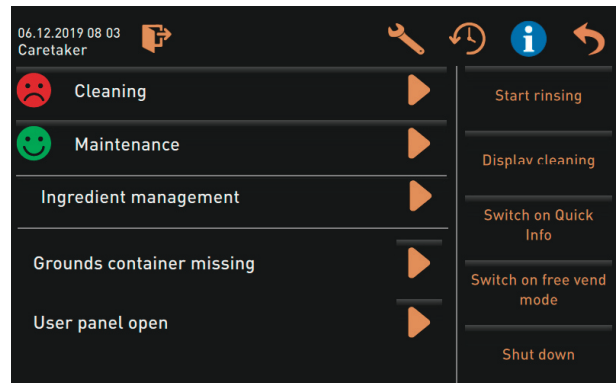 06.12.2019 08 03
Caretaker
Cleaning
Maintenance
Ingredient management
Grounds container missing
User panel open
Start rinsing
Display cleaning
Switch on Quick
Info
Switch on free vend
mode
Shut down